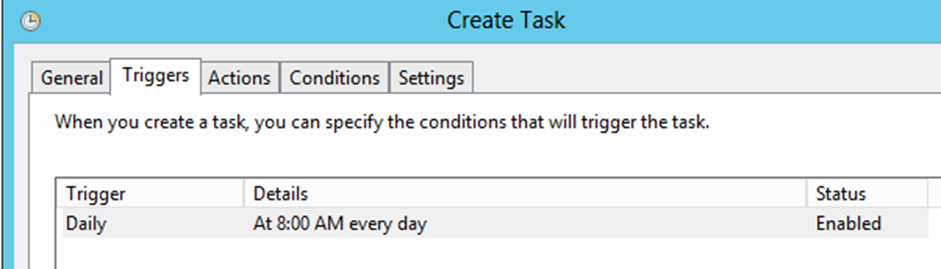 Create Task
General Triggers Actions Conditions Settings
When you create a task, you can specify the conditions that will trigger the task.
Trigger Details Status
Daily At 8:00 AM every day Enabled